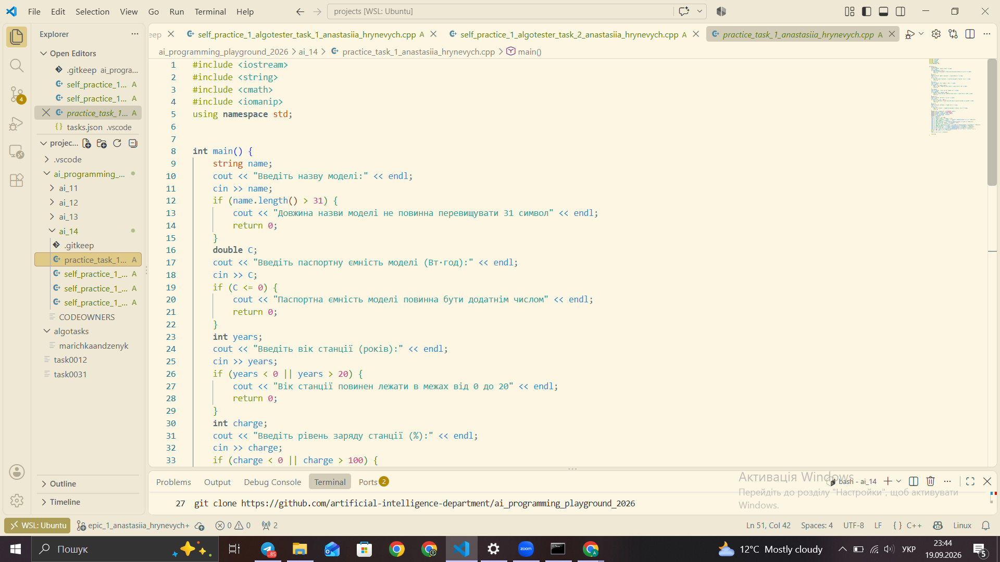 File Edit Selection View Go Run Terminal Help
projects [WSL: Ubuntu]
Explorer
eep
self_practice_1_algotester_task_1_anastasiia_hrynevych.cpp A
self_practice_1_algotester_task_2_anastasiia_hrynevych.cpp A
practice_task_1_anastasiia_hrynevych.cpp A
ai_programming_playground_2026 > ai_14 > practice_task_1_anastasiia_hrynevych.cpp > main()
Open Editors
.gitkeep ai_progra...
self_practice_1... A
self_practice_1... A
practice_task_1... A
tasks.json .vscode
projec...
.vscode
ai_programming_...
ai_11
ai_12
ai_13
ai_14
.gitkeep
practice_task_1... A
self_practice_1_... A
self_practice_1_... A
self_practice_1_... A
CODEOWNERS
algotasks
marichkaandzenyk
task0012
task0031
Outline
Timeline
4
1 #include <iostream>
2 #include <string>
3 #include <cmath>
4 #include <iomanip>
5 using namespace std;
6
7
8 int main() {
9 string name;
10 cout << "Введіть назву моделі:" << endl;
11 cin >> name;
12 if (name.length() > 31) {
13 cout << "Довжина назви моделі не повинна перевищувати 31 символ" << endl;
14 return 0;
15 }
16 double C;
17 cout << "Введіть паспортну ємність моделі (Вт·год):" << endl;
18 cin >> C;
19 if (C <= 0) {
20 cout << "Паспортна ємність моделі повинна бути додатнім числом" << endl;
21 return 0;
22 }
23 int years;
24 cout << "Введіть вік станції (років):" << endl;
25 cin >> years;
26 if (years < 0 || years > 20) {
27 cout << "Вік станції повинен лежати в межах від 0 до 20" << endl;
28 return 0;
29 }
30 int charge;
31 cout << "Введіть рівень заряду станції (%):" << endl;
32 cin >> charge;
33 if (charge < 0 || charge > 100) {
Problems Output Debug Console Terminal Ports 2
bash - ai_14
27 git clone https://github.com/artificial-intelligence-department/ai_programming_playground_2026
Активація Windows
Перейдіть до розділу "Настройки", щоб активувати
Windows.
WSL: Ubuntu epic_1_anastasiia_hrynevych+ 0 0 2
Ln 51, Col 42 Spaces: 4 UTF-8 LF { } C++ Linux
Пошук
85
zoom
A
12°C Mostly cloudy
УКР
23:44
19.09.2026
5